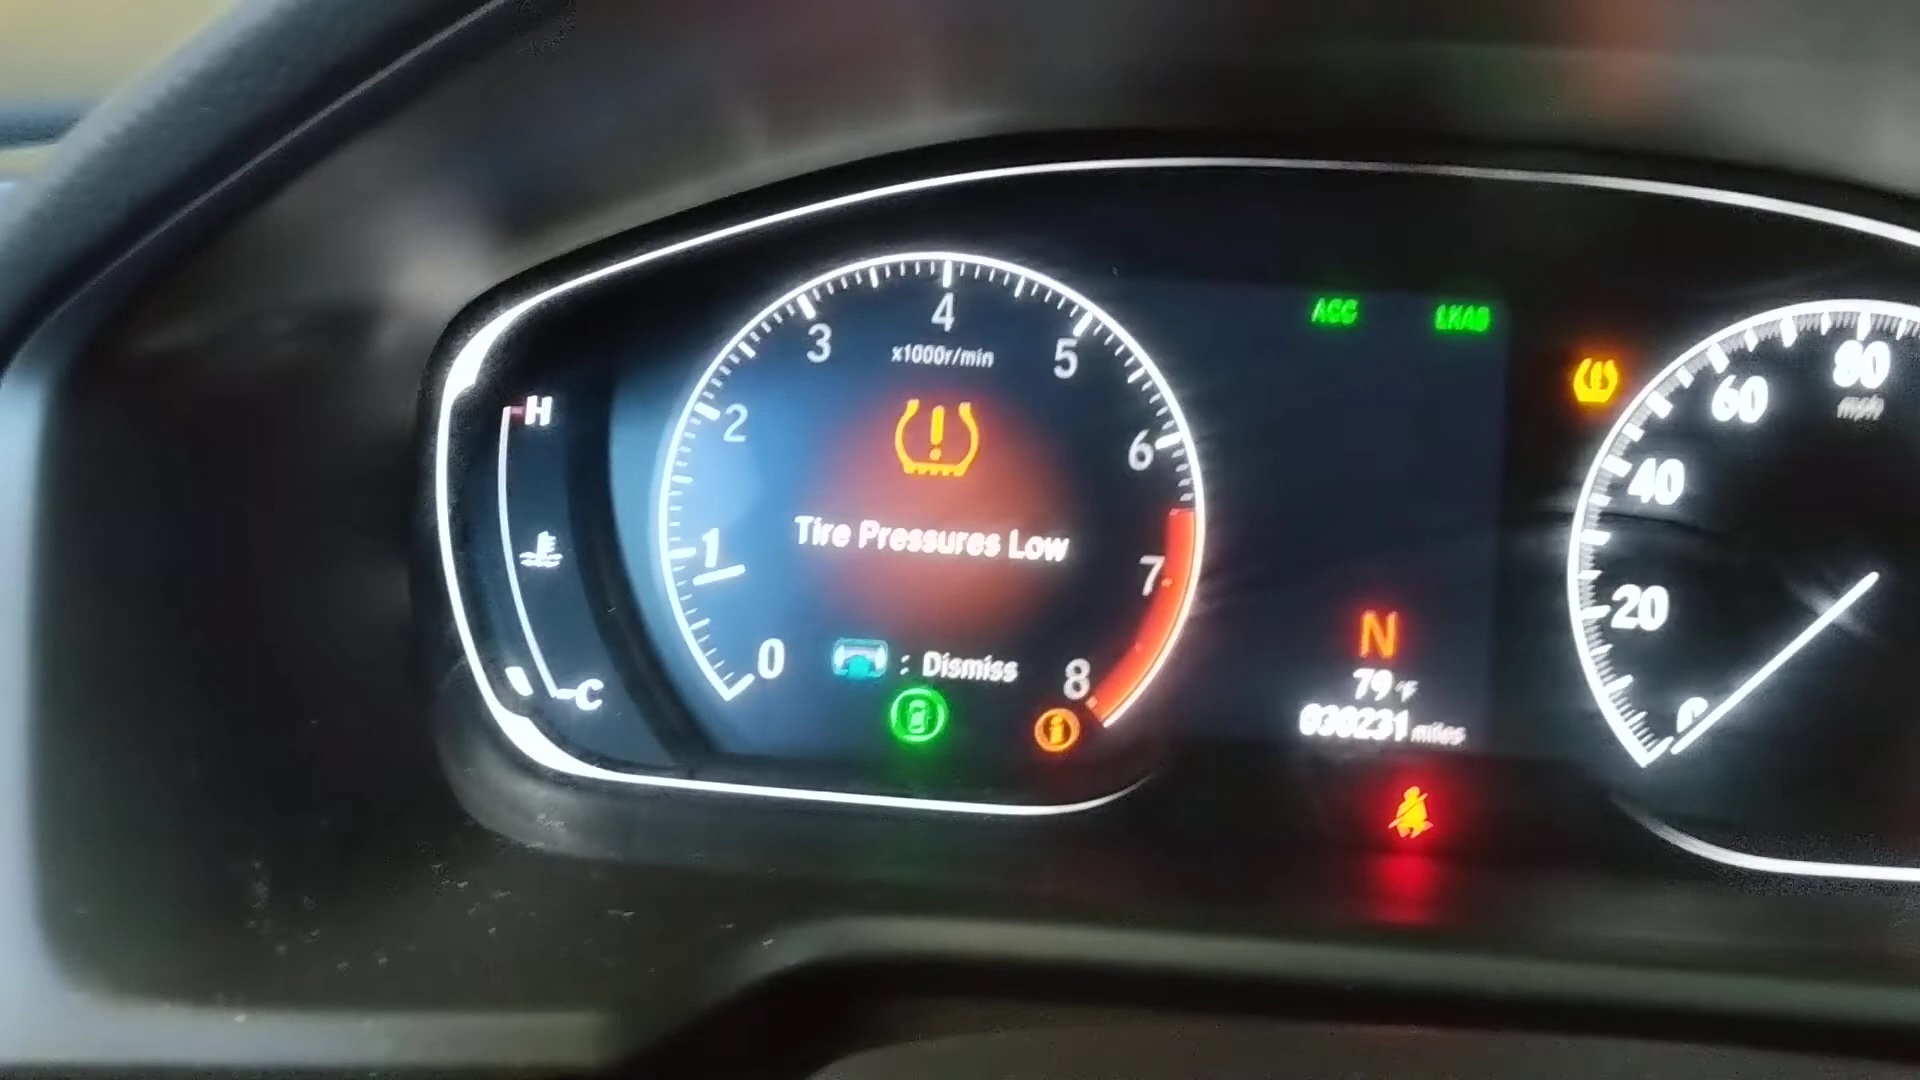 ACC LKAS
4
3 5
x1000r/min
80
mph
60
2
H
6
40
Tire Pressures Low
1
7
20
N
0
: Dismiss
8
79 °F
C
030231 miles